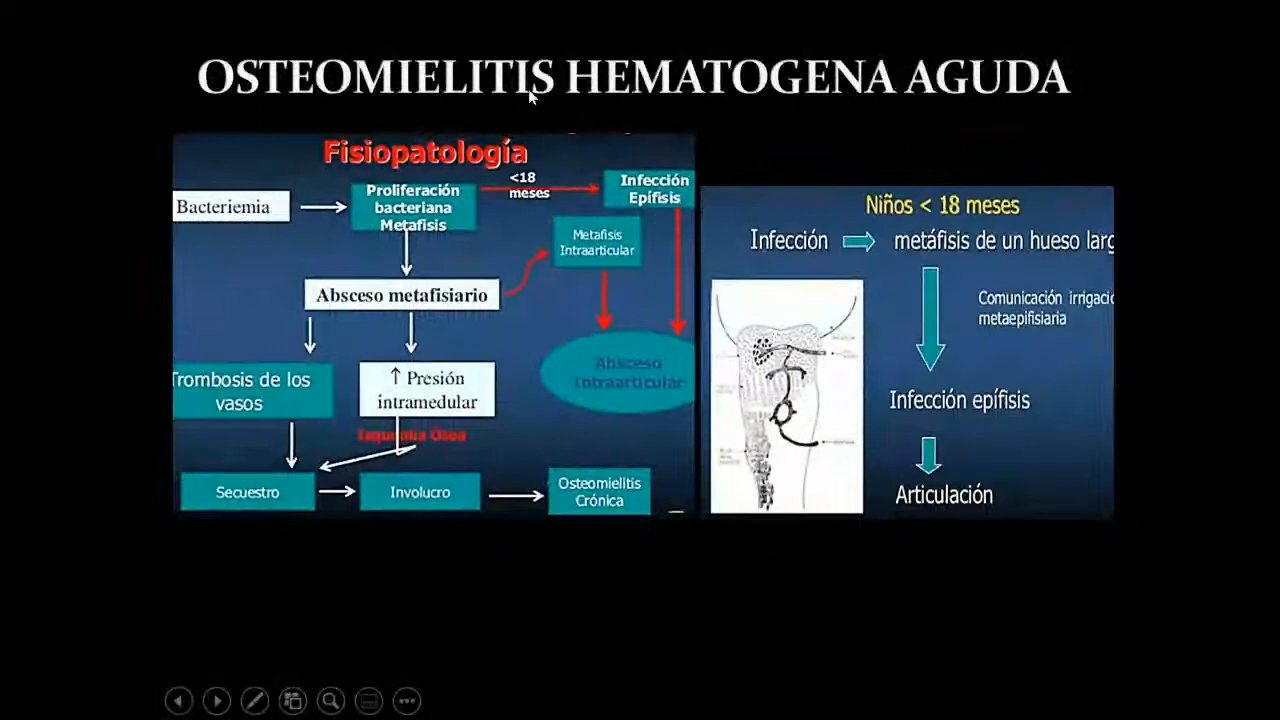 OSTEOMIELITIS HEMATOGENA AGUDA
Fisiopatología
Bacteriemia
Proliferación
bacteriana
Metafisis
<18
meses
Infección
Epífisis
Metafisis
Intraarticular
Absceso metafisiario
Trombosis de los
vasos
↑ Presión
intramedular
Absceso
Intraarticular
Isquemia Ósea
Secuestro
Involucro
Osteomielitis
Crónica
Niños < 18 meses
Infección
metáfisis de un hueso larg
Comunicación irrigacio
metaepifisiaria
Infección epífisis
Articulación